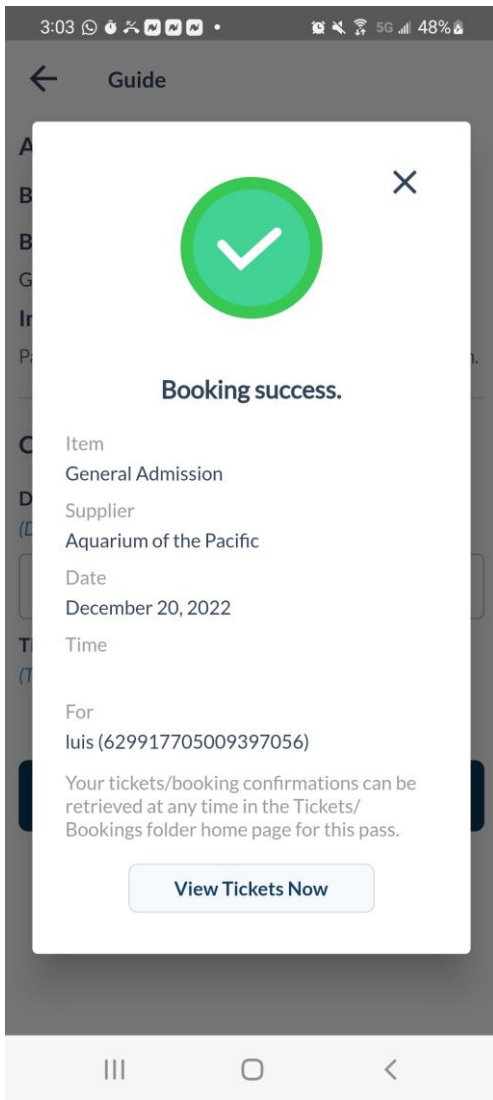 3:03 5G 48%
Guide
Booking success.
Item
General Admission
Supplier
Aquarium of the Pacific
Date
December 20, 2022
Time
For
luis (629917705009397056)
Your tickets/booking confirmations can be
retrieved at any time in the Tickets/
Bookings folder home page for this pass.
View Tickets Now